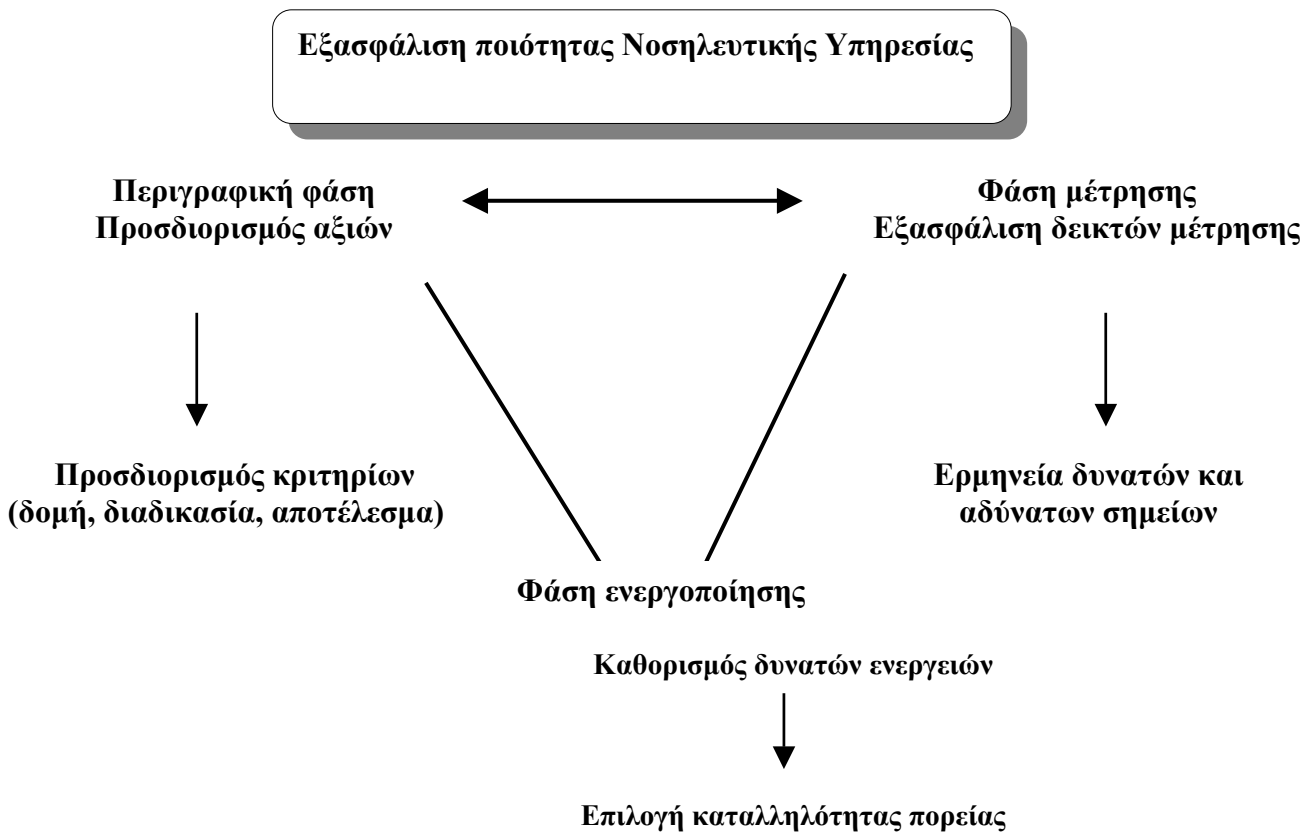 Εξασφάλιση ποιότητας Νοσηλευτικής Υπηρεσίας
Περιγραφική φάση
Προσδιορισμός αξιών
Φάση μέτρησης
Εξασφάλιση δεικτών μέτρησης
Προσδιορισμός κριτηρίων
(δομή, διαδικασία, αποτέλεσμα)
Ερμηνεία δυνατών και
αδύνατων σημείων
Φάση ενεργοποίησης
Καθορισμός δυνατών ενεργειών
Επιλογή καταλληλότητας πορείας